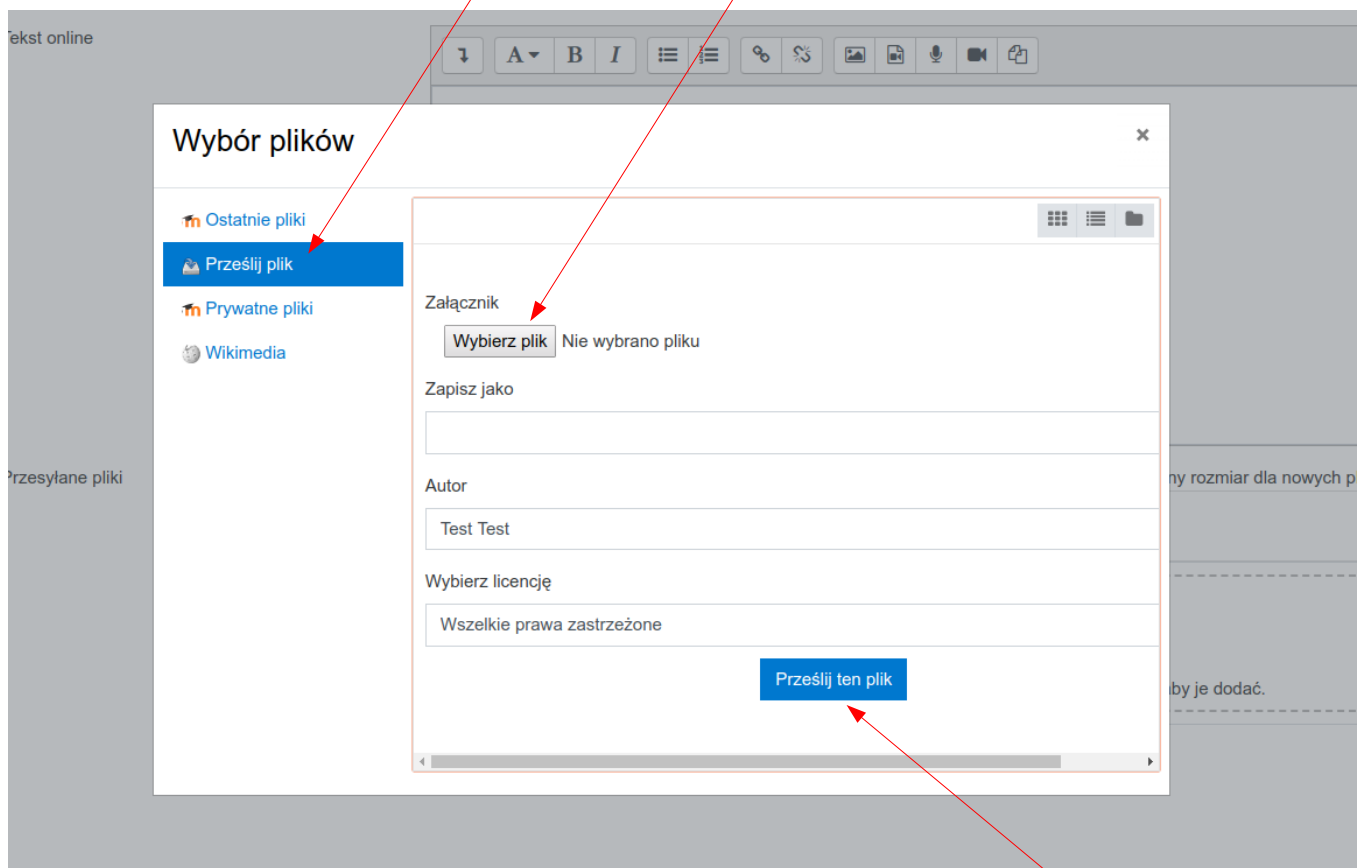 Tekst online
A B I
Wybór plików
×
Ostatnie pliki
Prześlij plik
Prywatne pliki
Wikimedia
Załącznik
Wybierz plik Nie wybrano pliku
Zapisz jako
Autor
Test Test
Wybierz licencję
Wszelkie prawa zastrzeżone
Prześlij ten plik
Przesyłane pliki
rozmiar dla nowych
aby je dodać.